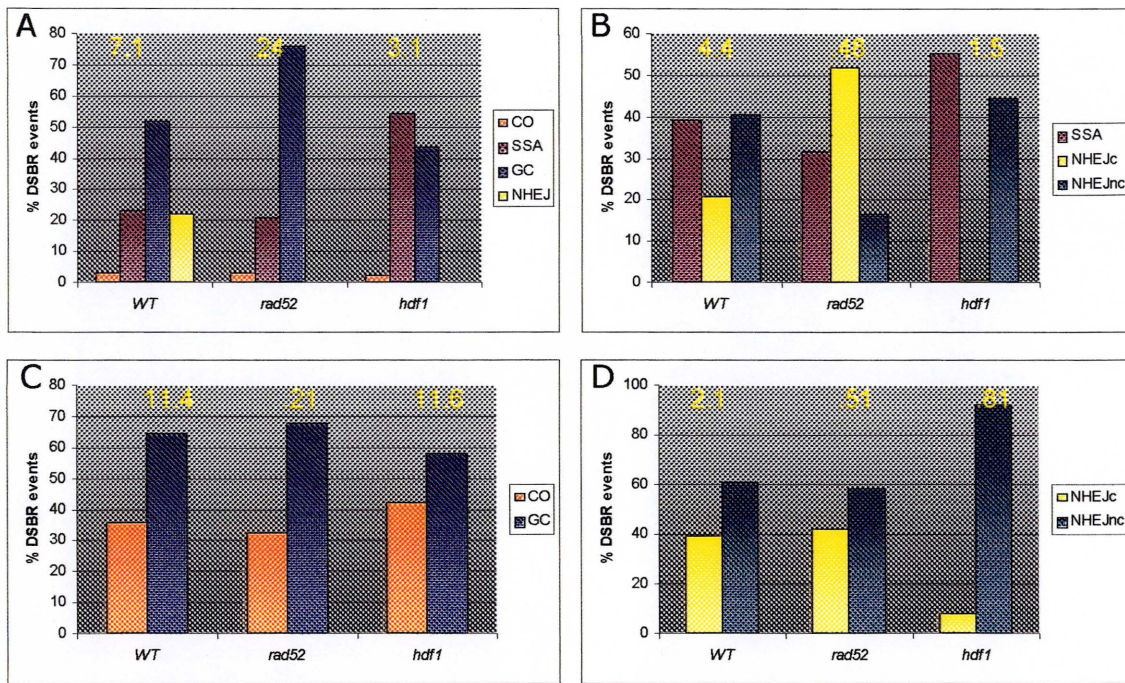 A
7.1 .24 3.1
80
70
60
50
40
30
20
10
0
% DSBR events
WT rad52 hdf1
CO
SSA
GC
NHEJ
B
4.4 .48 1.5
60
50
40
30
20
10
0
% DSBR events
WT rad52 hdf1
SSA
NHEJc
NHEJnc
C
11.4 .21 11.6
80
70
60
50
40
30
20
10
0
% DSBR events
WT rad52 hdf1
CO
GC
D
2.1 .51 .81
100
80
60
40
20
0
% DSBR events
WT rad52 hdf1
NHEJc
NHEJnc